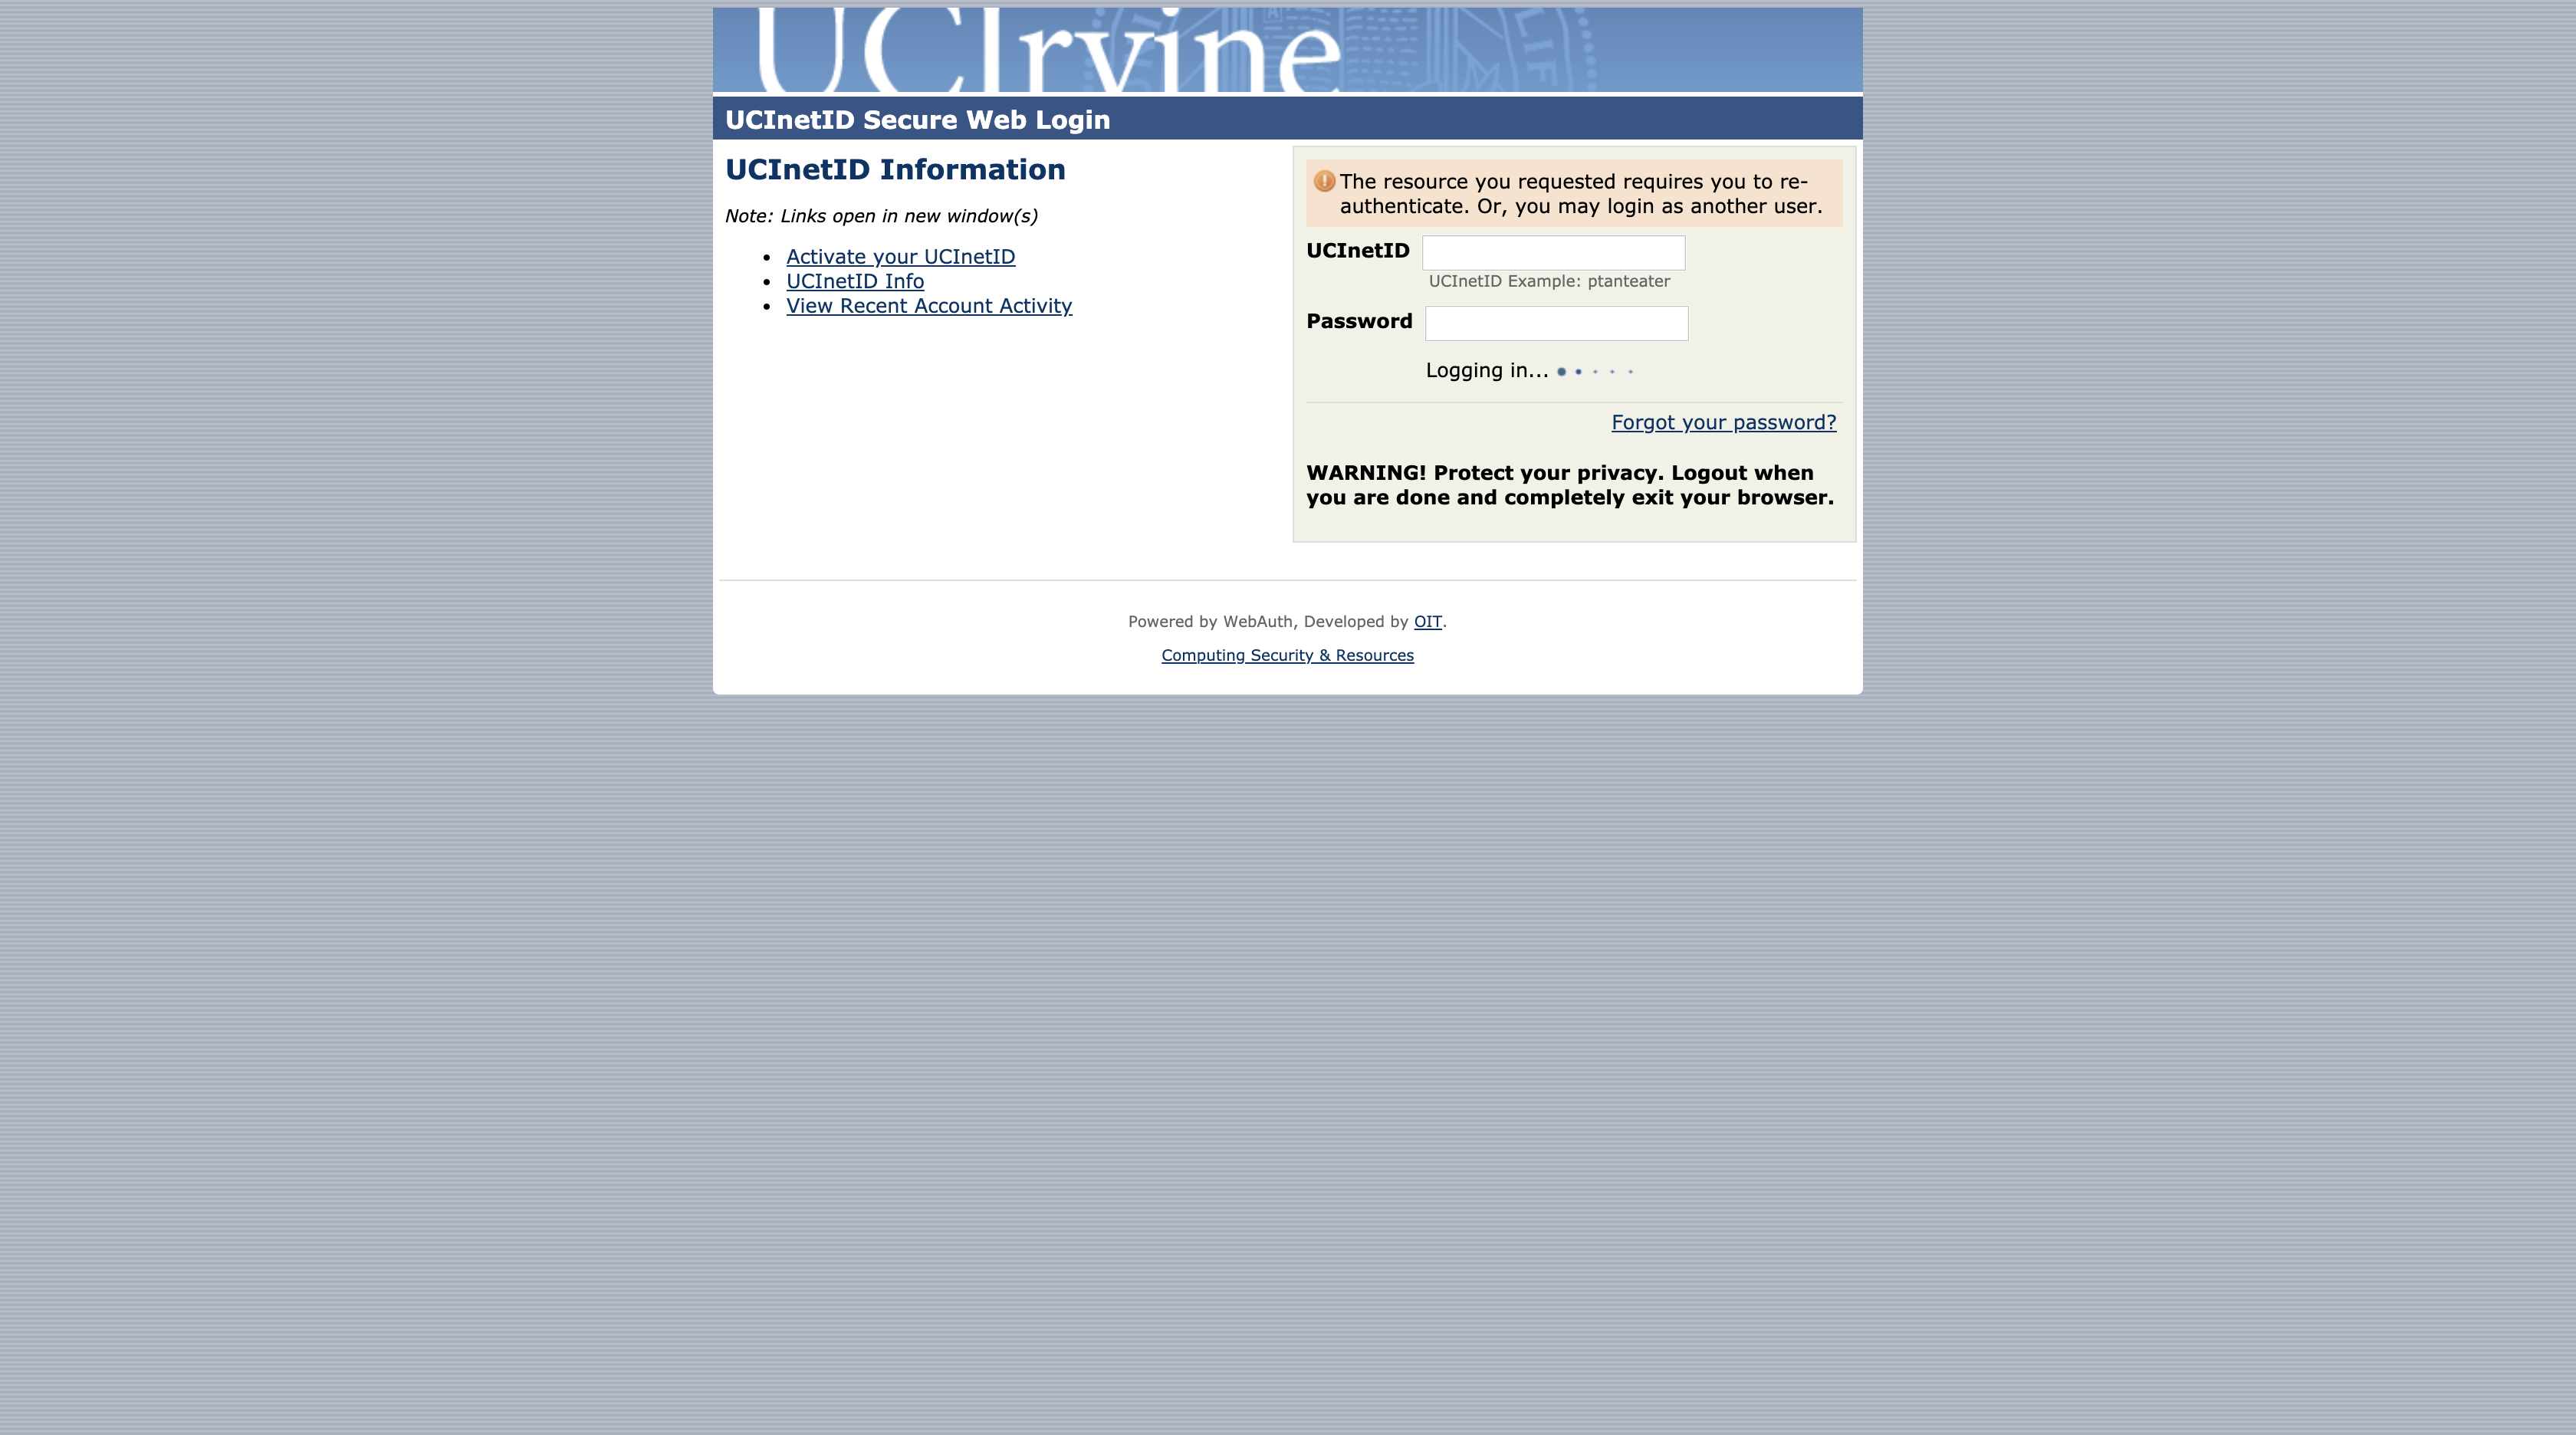 UCIrvine
UCInetID Secure Web Login
UCInetID Information
Note: Links open in new window(s)
• Activate your UCInetID
• UCInetID Info
• View Recent Account Activity
The resource you requested requires you to re-
authenticate. Or, you may login as another user.
UCInetID
UCInetID Example: ptanteater
Password
Logging in...
Forgot your password?
WARNING! Protect your privacy. Logout when
you are done and completely exit your browser.
Powered by WebAuth, Developed by OIT.
Computing Security & Resources